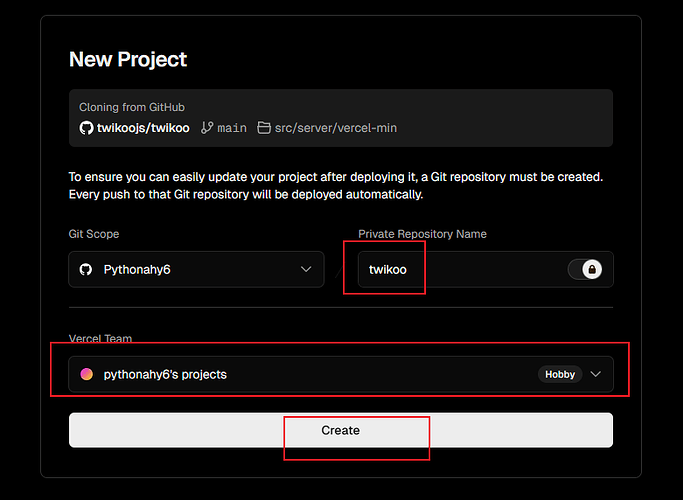 New Project
Cloning from GitHub
twikoojs/twikoo main src/server/vercel-min
To ensure you can easily update your project after deploying it, a Git repository must be created.
Every push to that Git repository will be deployed automatically.
Git Scope Private Repository Name
Pythonahy6 twikoo
Vercel Team
pythonahy6's projects Hobby
Create